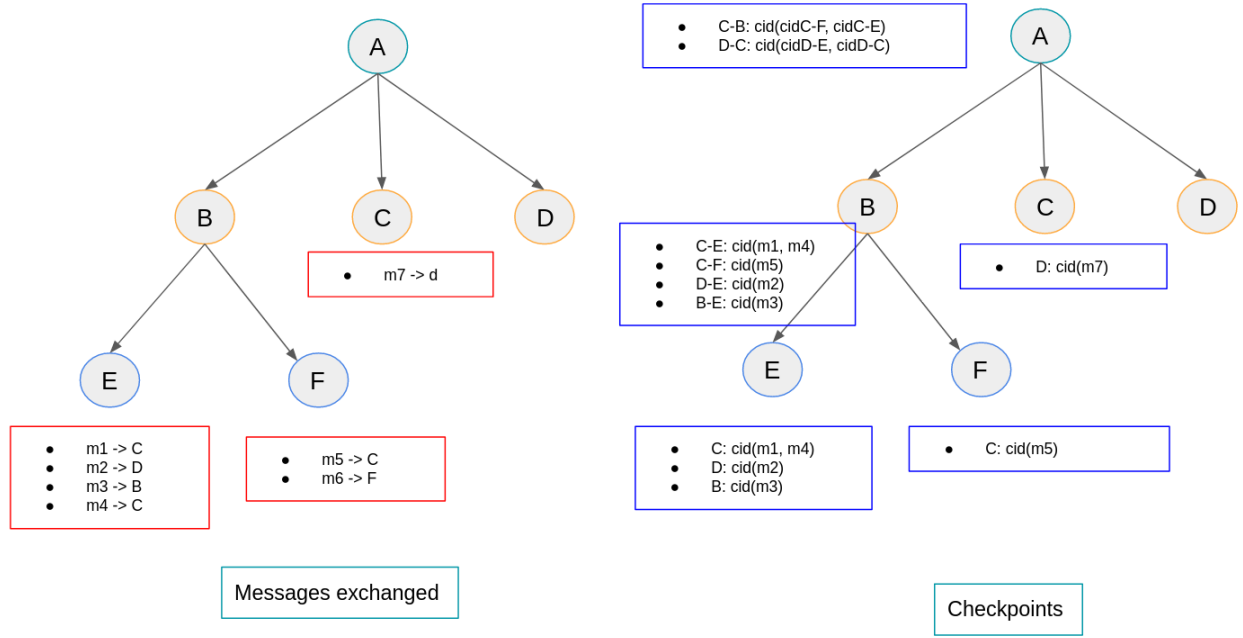 A
B
C
D
● m7 -> d
E
F
● m1 -> C
● m2 -> D
● m3 -> B
● m4 -> C
● m5 -> C
● m6 -> F
Messages exchanged
● C-B: cid(cidC-F, cidC-E)
● D-C: cid(cidD-E, cidD-C)
A
B
C
D
● C-E: cid(m1, m4)
● C-F: cid(m5)
● D-E: cid(m2)
● B-E: cid(m3)
● D: cid(m7)
E
F
● C: cid(m1, m4)
● D: cid(m2)
● B: cid(m3)
● C: cid(m5)
Checkpoints